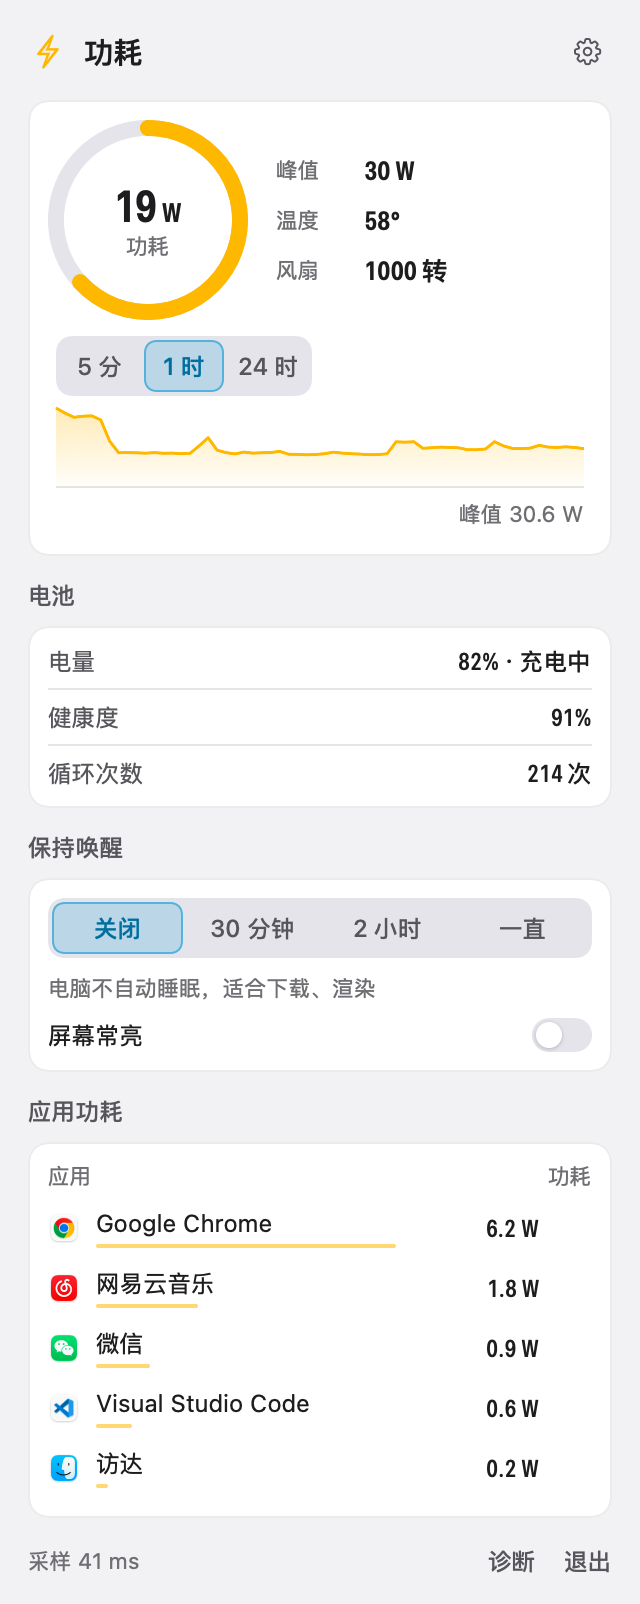 功耗
19 W
功耗
峰值 30 W
温度 58°
风扇 1000 转
5 分 1 时 24 时
峰值 30.6 W
电池
电量 82% · 充电中
健康度 91%
循环次数 214 次
保持唤醒
关闭 30 分钟 2 小时 一直
电脑不自动睡眠，适合下载、渲染
屏幕常亮
应用功耗
应用 功耗
Google Chrome 6.2 W
网易云音乐 1.8 W
微信 0.9 W
Visual Studio Code 0.6 W
访达 0.2 W
采样 41 ms 诊断 退出